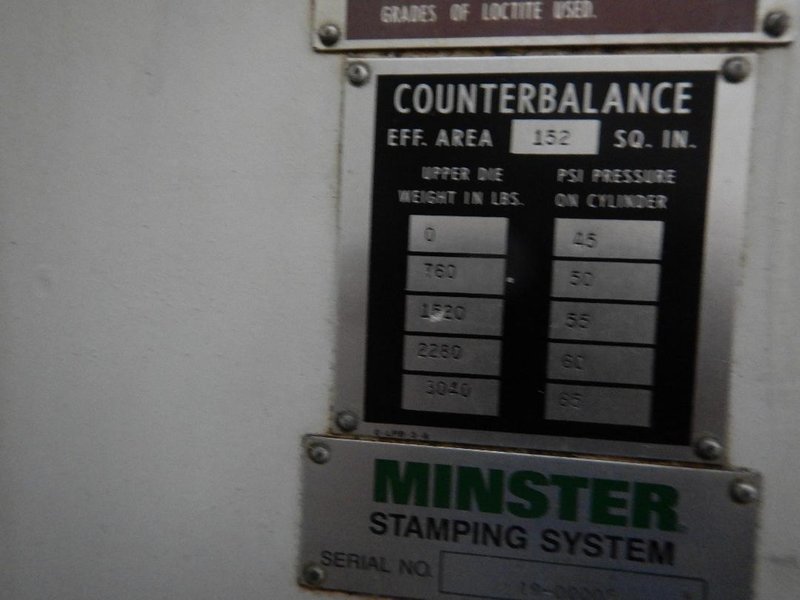 GRADES OF LOCTITE USED.
COUNTERBALANCE
EFF. AREA 152 SQ. IN.
UPPER DIE WEIGHT IN LBS.
PSI PRESSURE ON CYLINDER
0 45
760 50
1520 55
2280 60
3040 65
MINSTER
STAMPING SYSTEM
SERIAL NO.